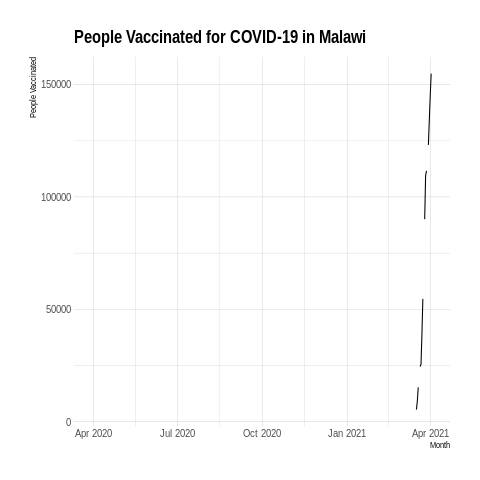 People Vaccinated for COVID-19 in Malawi
People Vaccinated
150000
100000
50000
0
Apr 2020 Jul 2020 Oct 2020 Jan 2021 Apr 2021
Month